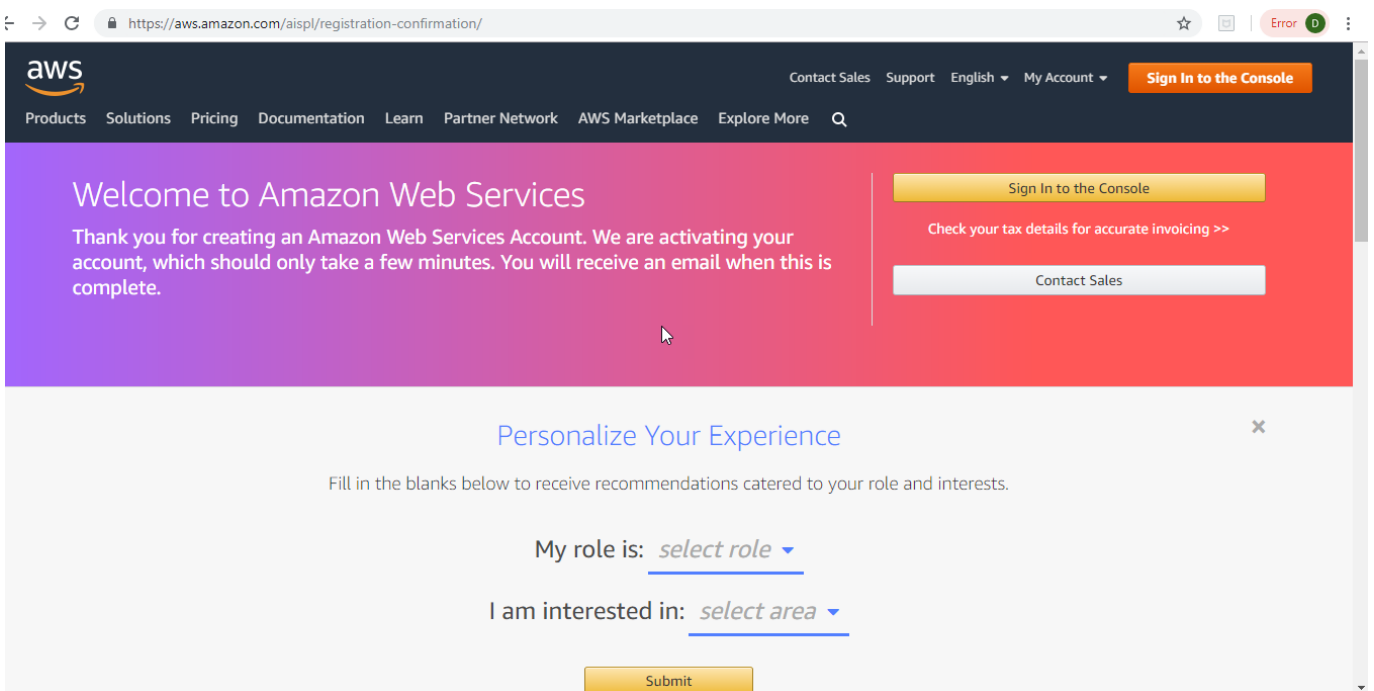 https://aws.amazon.com/aispl/registration-confirmation/
Error D
aws
Contact Sales Support English My Account Sign In to the Console
Products Solutions Pricing Documentation Learn Partner Network AWS Marketplace Explore More
Welcome to Amazon Web Services
Thank you for creating an Amazon Web Services Account. We are activating your
account, which should only take a few minutes. You will receive an email when this is
complete.
Sign In to the Console
Check your tax details for accurate invoicing >>
Contact Sales
Personalize Your Experience
Fill in the blanks below to receive recommendations catered to your role and interests.
My role is: select role
I am interested in: select area
Submit